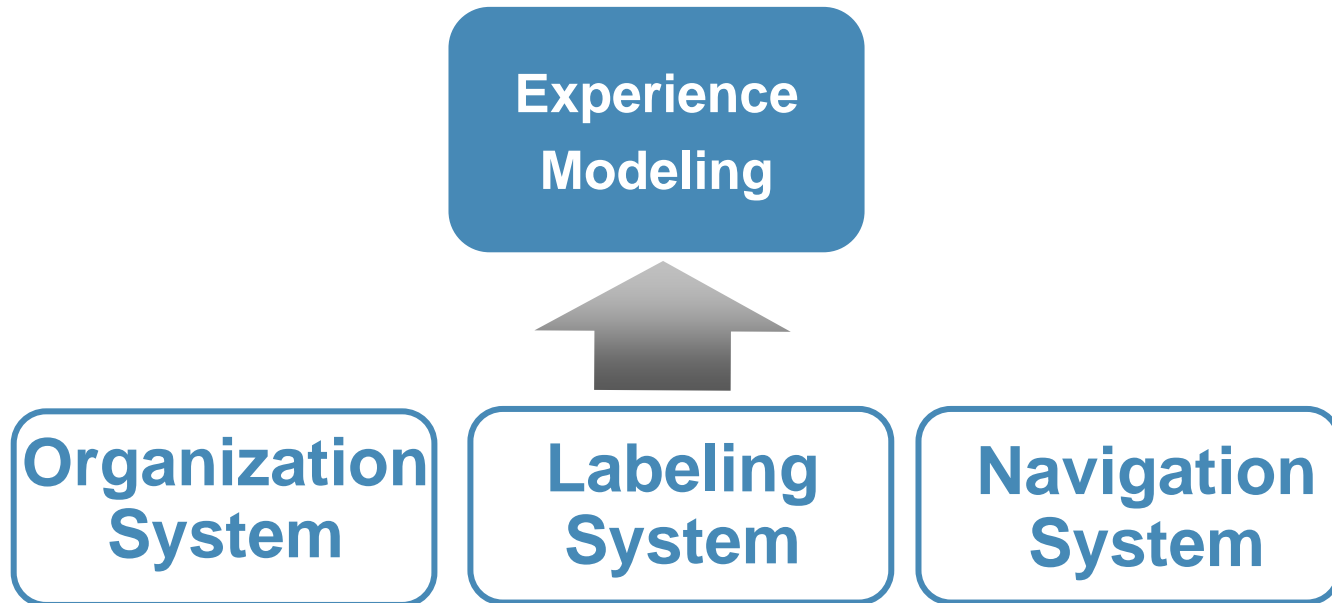 Experience
Modeling
Organization
System
Labeling
System
Navigation
System